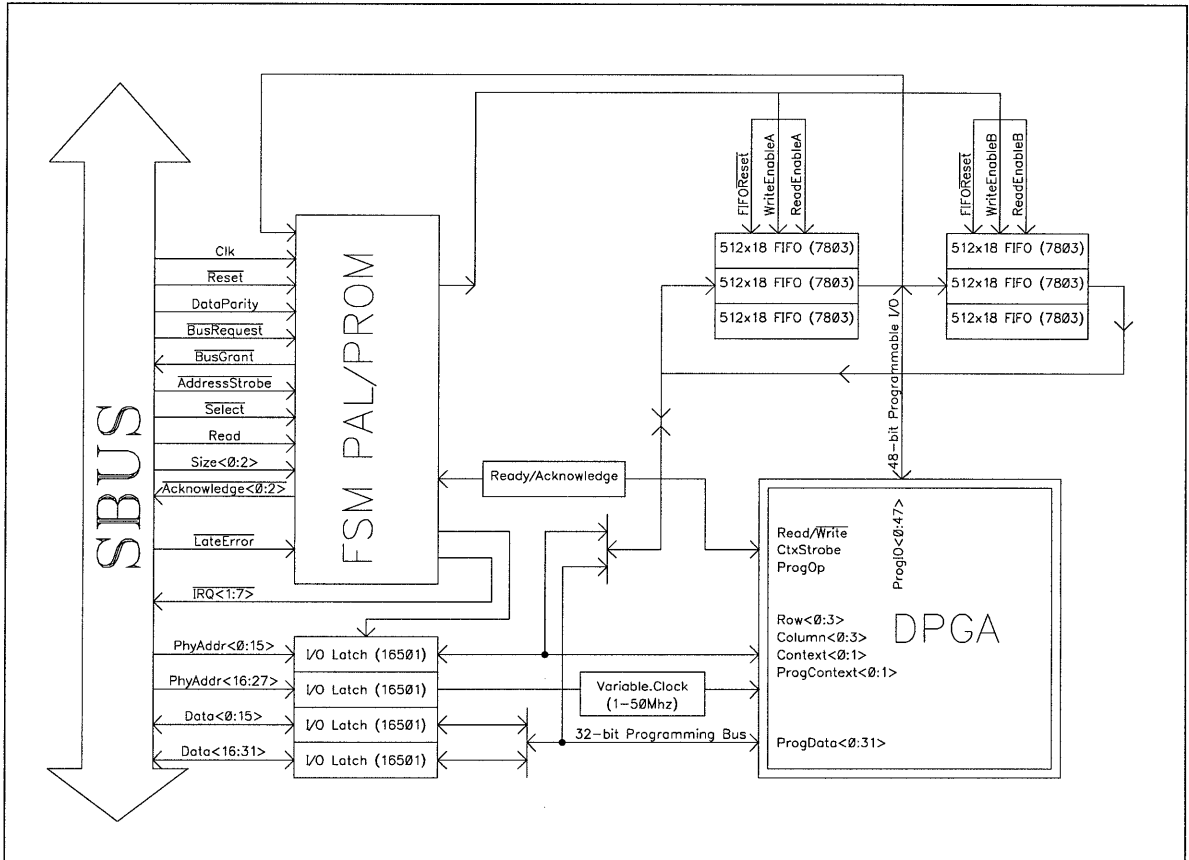 SBUS
Clk
Reset
DataParity
BusRequest
BusGrant
AddressStrobe
Select
Read
Size<0:2>
Acknowledge<0:2>
LateError
IRQ<1:7>
PhyAddr<0:15>
PhyAddr<16:27>
Data<0:15>
Data<16:31>
FSM PAL/PROM
I/O Latch (16501)
I/O Latch (16501)
I/O Latch (16501)
I/O Latch (16501)
FIFOReset
WriteEnableA
ReadEnableA
512x18 FIFO (7803)
512x18 FIFO (7803)
512x18 FIFO (7803)
FIFOReset
WriteEnableB
ReadEnableB
512x18 FIFO (7803)
512x18 FIFO (7803)
512x18 FIFO (7803)
48-bit Programmable I/O
Ready/Acknowledge
Variable.Clock
(1-50Mhz)
32-bit Programming Bus
Read/Write
CtxStrobe
ProgOp
ProgIO<0:47>
DPGA
Row<0:3>
Column<0:3>
Context<0:1>
ProgContext<0:1>
ProgData<0:31>